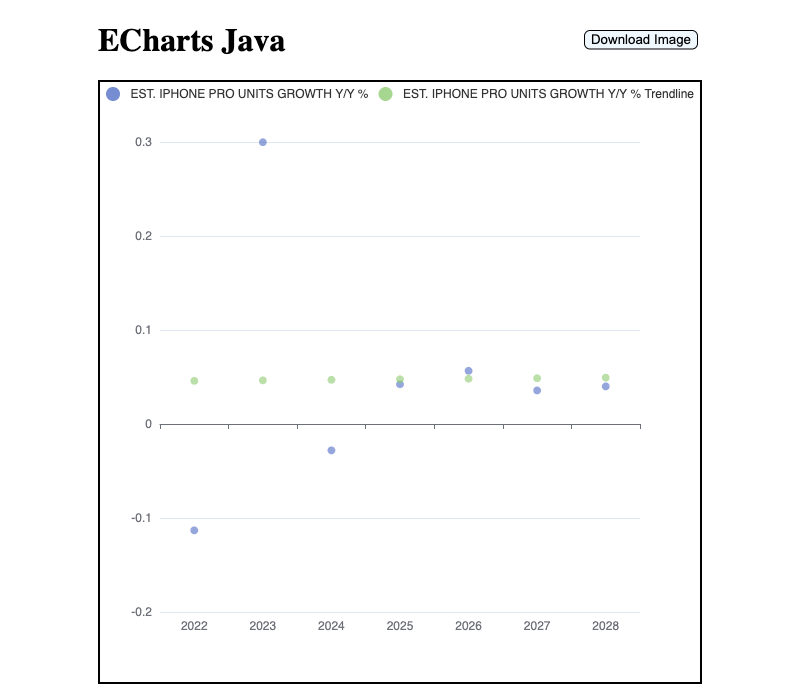 ECharts Java
Download Image
EST. IPHONE PRO UNITS GROWTH Y/Y % EST. IPHONE PRO UNITS GROWTH Y/Y % Trendline
0.3
0.2
0.1
0
-0.1
-0.2
2022 2023 2024 2025 2026 2027 2028